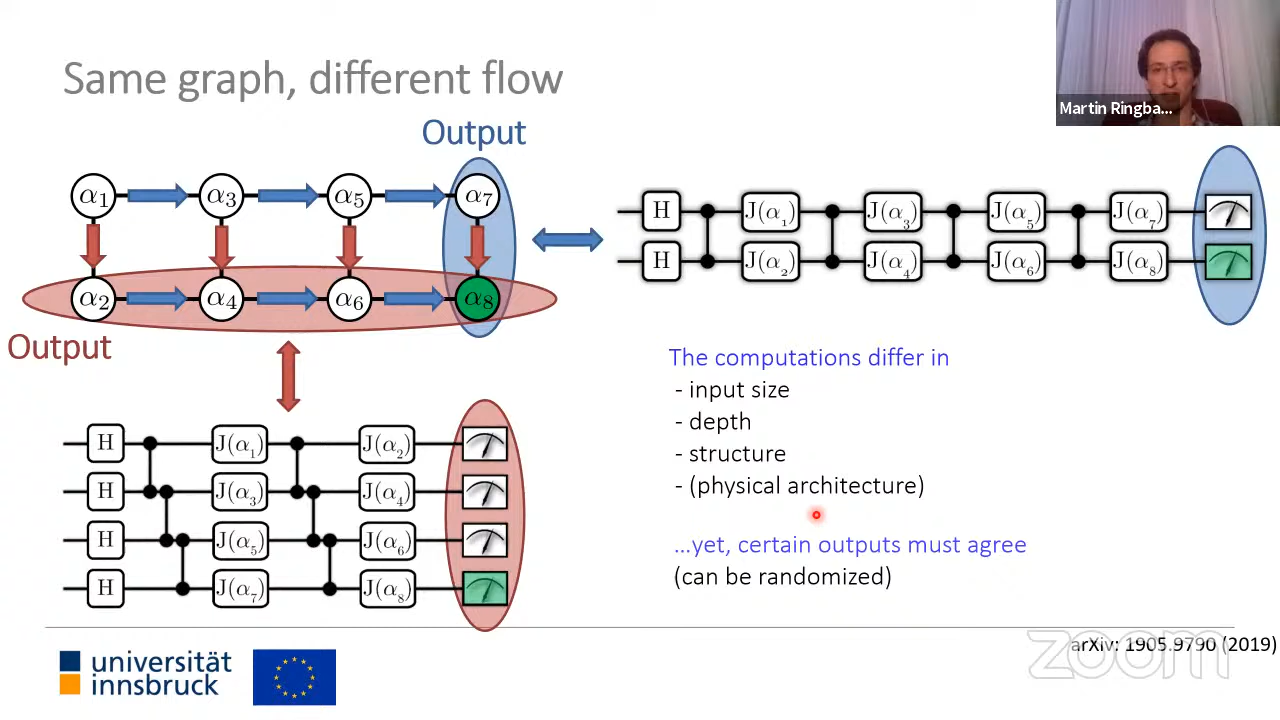 Same graph, different flow
Martin Ringba...
Output
α1 α3 α5 α7
α2 α4 α6 α8
Output
H J(α1) J(α3) J(α5) J(α7)
H J(α2) J(α4) J(α6) J(α8)
The computations differ in
- input size
- depth
- structure
- (physical architecture)
...yet, certain outputs must agree
(can be randomized)
H J(α1) J(α2)
H J(α3) J(α4)
H J(α5) J(α6)
H J(α7) J(α8)
universität
innsbruck
zoom
arXiv: 1905.9790 (2019)